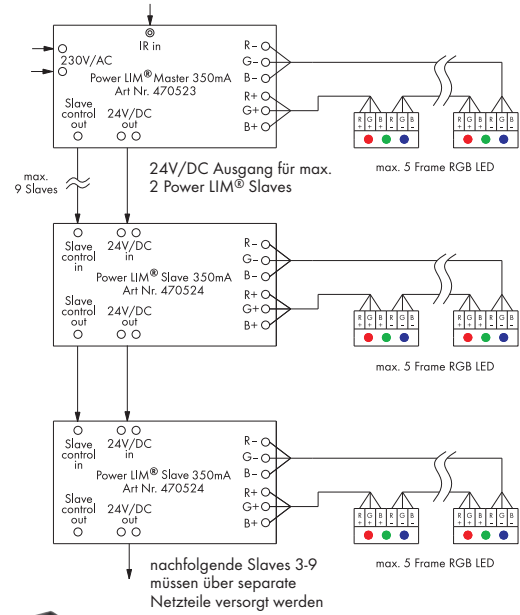 IR in
230V/AC
Power LIM® Master 350mA
Art Nr. 470523
Slave control out
24V/DC out
R-
G-
B-
R+
G+
B+
R+ G+ B+ R- G- B-
R+ G+ B+ R- G- B-
max. 5 Frame RGB LED
max.
9 Slaves
24V/DC Ausgang für max.
2 Power LIM® Slaves
Slave control in
24V/DC in
Power LIM® Slave 350mA
Art Nr. 470524
Slave control out
24V/DC out
R-
G-
B-
R+
G+
B+
R+ G+ B+ R- G- B-
R+ G+ B+ R- G- B-
max. 5 Frame RGB LED
Slave control in
24V/DC in
Power LIM® Slave 350mA
Art Nr. 470524
Slave control out
24V/DC out
R-
G-
B-
R+
G+
B+
R+ G+ B+ R- G- B-
R+ G+ B+ R- G- B-
max. 5 Frame RGB LED
nachfolgende Slaves 3-9
müssen über separate
Netzteile versorgt werden